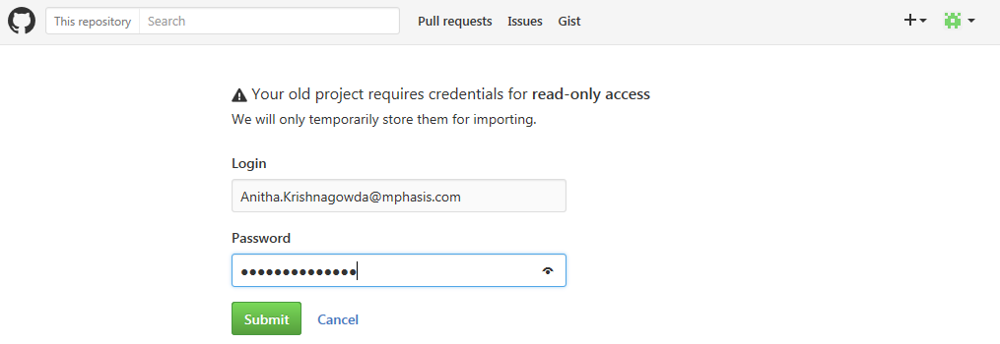 This repository Search Pull requests Issues Gist
Your old project requires credentials for read-only access
We will only temporarily store them for importing.
Login
Anitha.Krishnagowda@mphasis.com
Password
●●●●●●●●●●●●●●
Submit Cancel